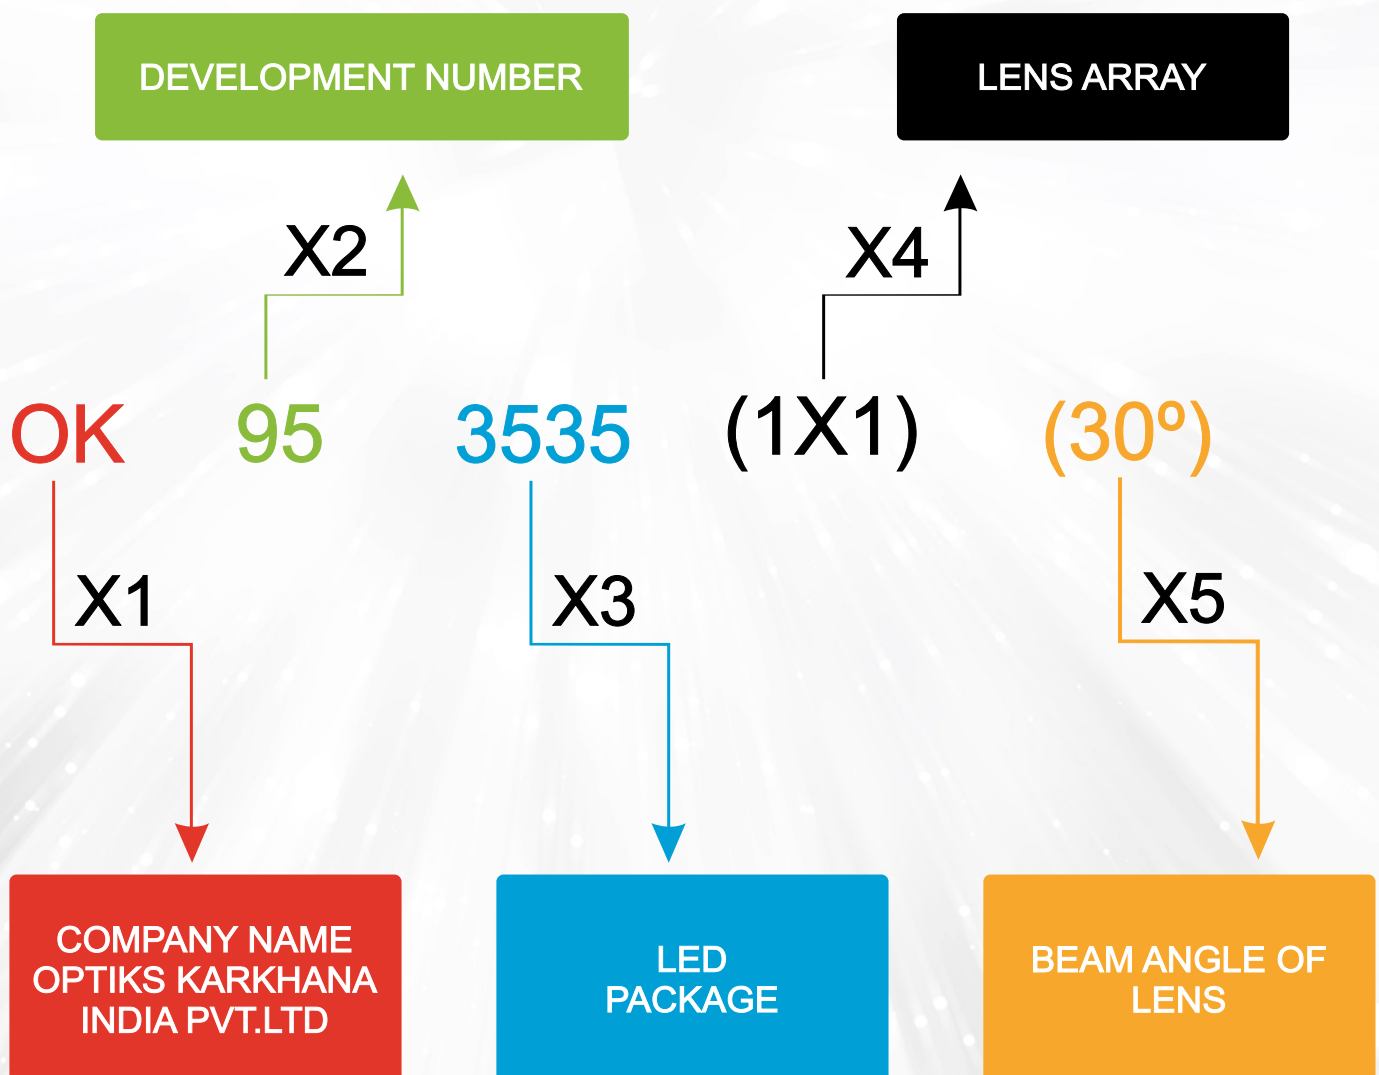 DEVELOPMENT NUMBER
LENS ARRAY
X2
X4
OK 95 3535 (1X1) (30º)
X1
X3
X5
COMPANY NAME
OPTIKS KARKHANA
INDIA PVT.LTD
LED
PACKAGE
BEAM ANGLE OF
LENS